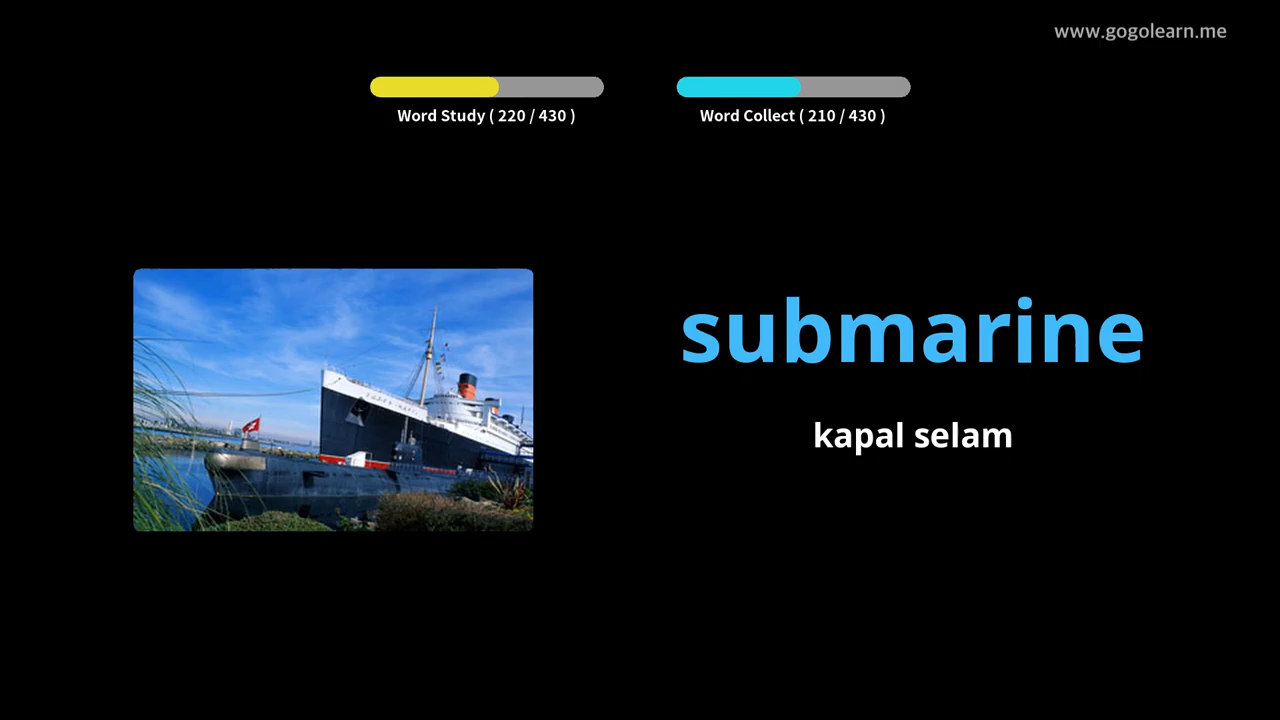 www.gogolearn.me
Word Study ( 220 / 430 )
Word Collect ( 210 / 430 )
submarine
kapal selam